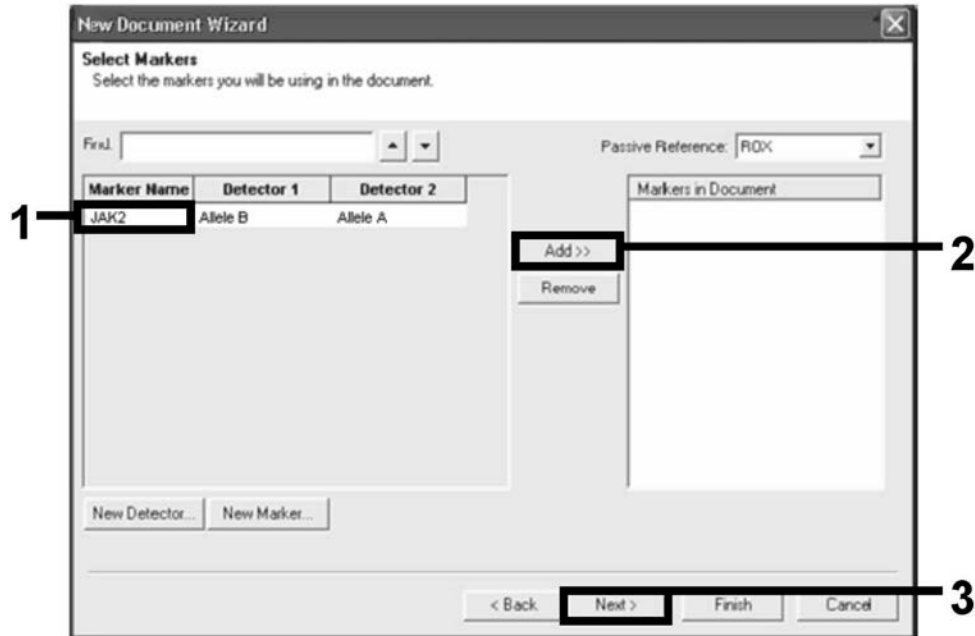 New Document Wizard
Select Markers
Select the markers you will be using in the document.
Find: Passive Reference: ROX
Marker Name Detector 1 Detector 2 Markers in Document
1 JAK2 Allele B Allele A
Add >> 2
Remove
New Detector... New Marker...
< Back Next > Finish Cancel 3